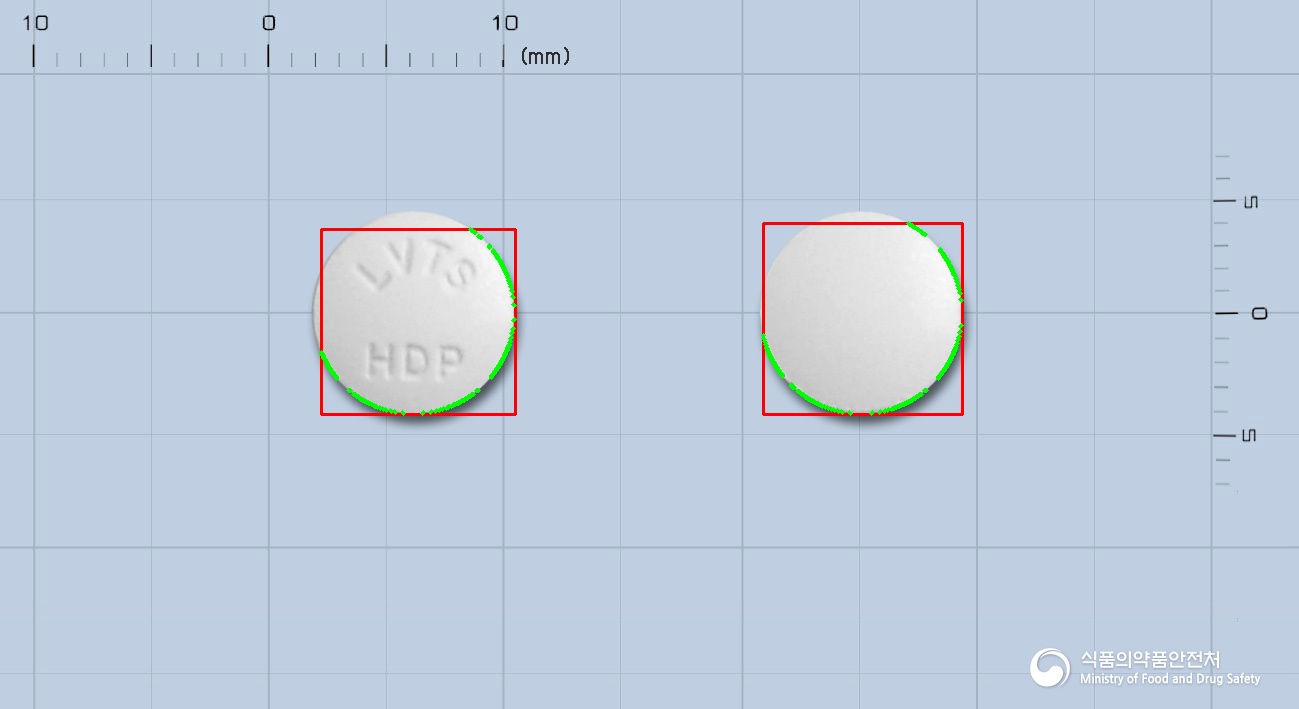 10 0 10
(mm)
5
0
5
LVTS
HDP
식품의약품안전처
Ministry of Food and Drug Safety